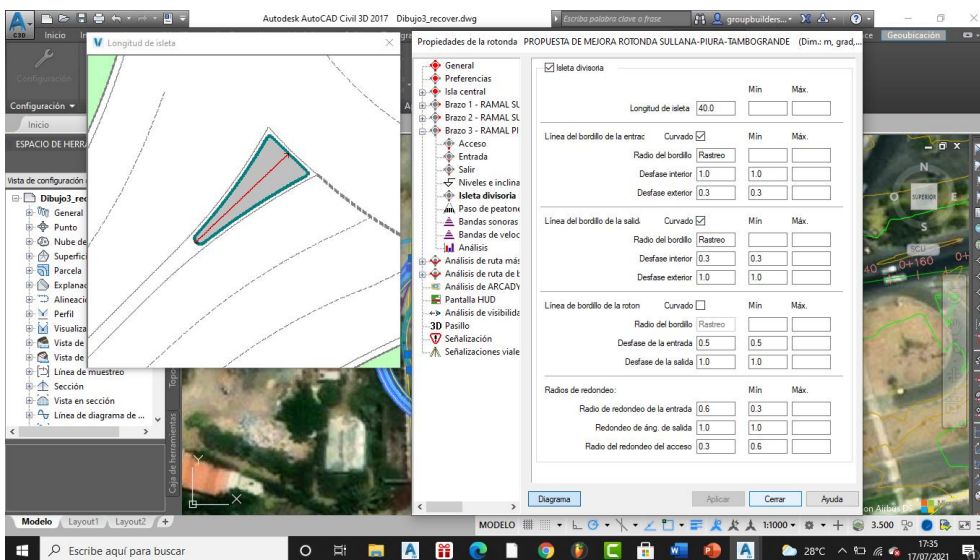 Autodesk AutoCAD Civil 3D 2017 Dibujo3_recover.dwg
Escriba palabra clave o frase
groupbuilders...
C3D
Inicio
Geoubicación
Longitud de isleta
Propiedades de la rotonda PROPUESTA DE MEJORA ROTONDA SULLANA-PIURA-TAMBOGRANDE (Dim.: m, grad,...
Configuración
Configuración
Inicio
ESPACIO DE HERR
Vista de configuración
Dibujo3_rec
General
Punto
Nube de
Superfici
Parcela
Explanac
Alineaci
Perfil
Visualiza
Vista de
Vista de
Línea de muestreo
Sección
Vista en sección
Línea de diagrama de ...
Caja de herramientas
General
Preferencias
Isla central
Brazo 1 - RAMAL SU
Brazo 2 - RAMAL SU
Brazo 3 - RAMAL PI
Acceso
Entrada
Salir
Niveles e inclina
Isleta divisoria
Paso de peatone
Bandas sonoras
Bandas de veloc
Análisis
Análisis de ruta más
Análisis de ruta de b
Análisis de ARCADY
Pantalla HUD
Análisis de visibilida
3D Pasillo
Señalización
Señalizaciones viale
Isleta divisoria
Mín Máx.
Longitud de isleta 40.0
Línea del bordillo de la entrac Curvado Mín Máx.
Radio del bordillo Rastreo
Desfase interior 1.0 1.0
Desfase exterior 0.3 0.3
Línea del bordillo de la salid Curvado Mín Máx.
Radio del bordillo Rastreo
Desfase interior 0.3 0.3
Desfase exterior 1.0 1.0
Línea de bordillo de la roton Curvado Mín Máx.
Radio del bordillo Rastreo
Desfase de la entrada 0.5 0.5
Desfase de la salida 1.0 1.0
Radios de redondeo: Mín Máx.
Radio de redondeo de la entrada 0.6 0.3
Redondeo de áng. de salida 1.0 1.0
Radio del redondeo del acceso 0.3 0.6
Diagrama Aplicar Cerrar Ayuda
N
SUPERIOR
E
S
SCU
0+160
Y
X
Modelo Layout1 Layout2 +
MODELO 1:1000 3.500
Escribe aquí para buscar
28°C
17:35
17/07/2021